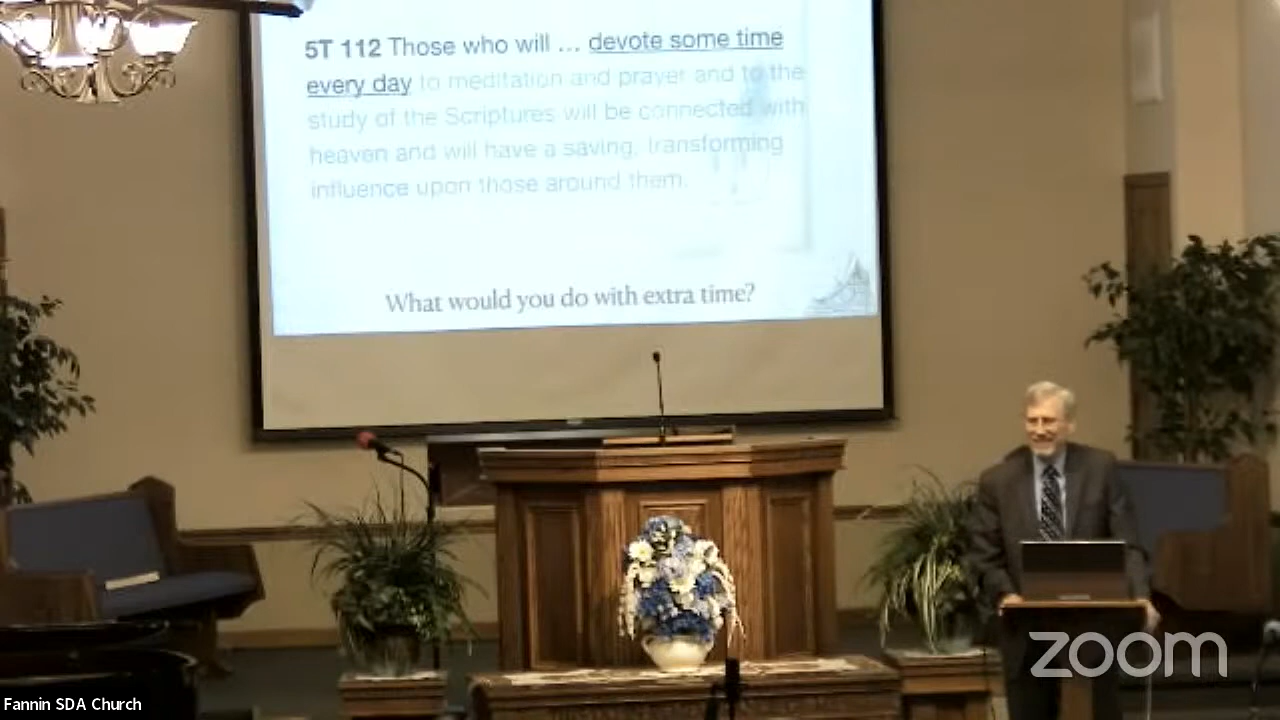 5T 112 Those who will ... devote some time
every day to meditation and prayer and to the
study of the Scriptures will be connected with
heaven and will have a saving, transforming
influence upon those around them.
What would you do with extra time?
zoom
Fannin SDA Church